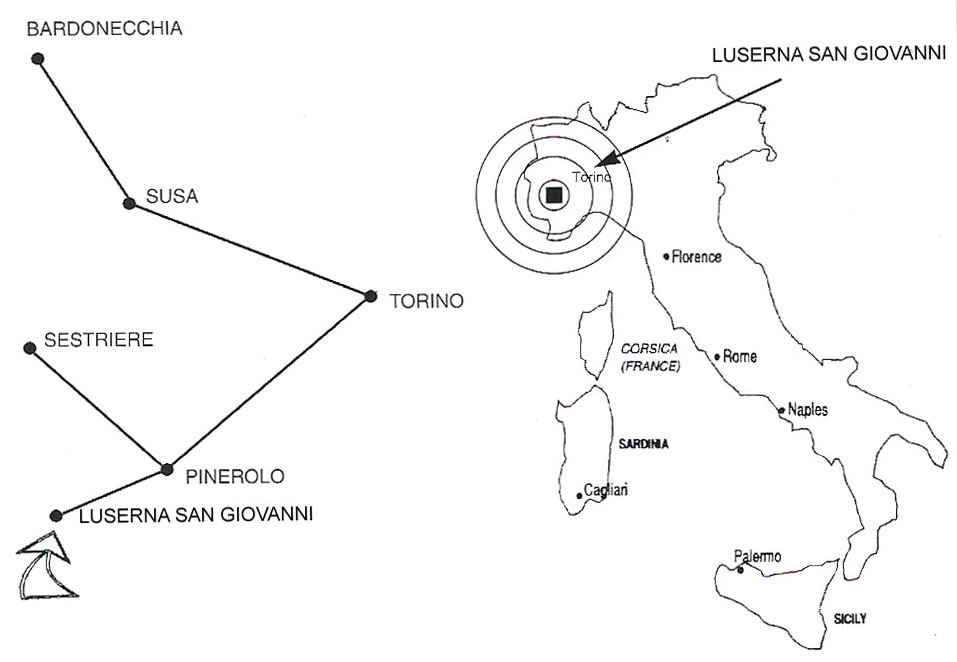 BARDONECCHIA
SUSA
TORINO
SESTRIERE
PINEROLO
LUSERNA SAN GIOVANNI
LUSERNA SAN GIOVANNI
Torino
Florence
CORSICA
(FRANCE)
Rome
Naples
SARDINIA
Cagliari
Palermo
SICILY